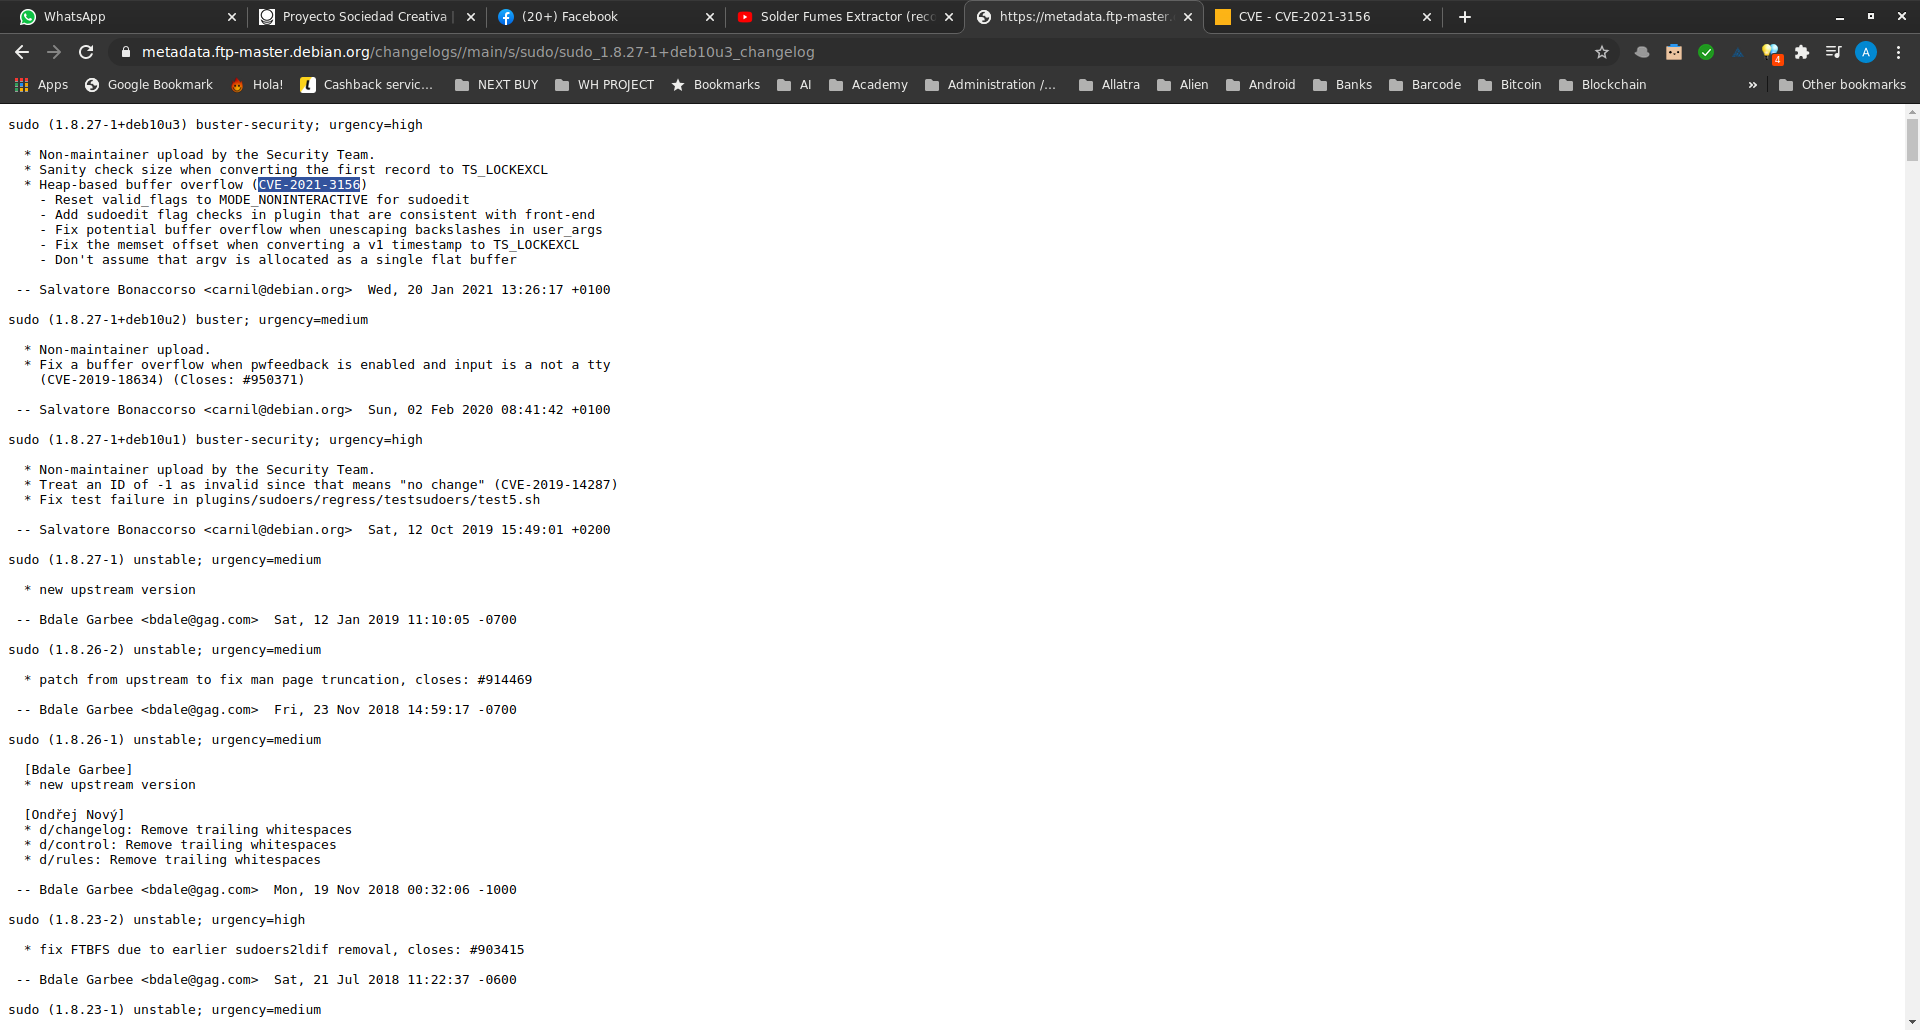 WhatsApp
Proyecto Sociedad Creativa |
(20+) Facebook
Solder Fumes Extractor (rec
https://metadata.ftp-master.
CVE - CVE-2021-3156
metadata.ftp-master.debian.org/changelogs//main/s/sudo/sudo_1.8.27-1+deb10u3_changelog
A
4
Apps
Google Bookmark
Hola!
Cashback servic...
NEXT BUY
WH PROJECT
Bookmarks
AI
Academy
Administration /...
Allatra
Alien
Android
Banks
Barcode
Bitcoin
Blockchain
»
Other bookmarks
sudo (1.8.27-1+deb10u3) buster-security; urgency=high
* Non-maintainer upload by the Security Team.
* Sanity check size when converting the first record to TS_LOCKEXCL
* Heap-based buffer overflow (CVE-2021-3156)
- Reset valid_flags to MODE_NONINTERACTIVE for sudoedit
- Add sudoedit flag checks in plugin that are consistent with front-end
- Fix potential buffer overflow when unescaping backslashes in user_args
- Fix the memset offset when converting a v1 timestamp to TS_LOCKEXCL
- Don't assume that argv is allocated as a single flat buffer
-- Salvatore Bonaccorso <carnil@debian.org>  Wed, 20 Jan 2021 13:26:17 +0100
sudo (1.8.27-1+deb10u2) buster; urgency=medium
* Non-maintainer upload.
* Fix a buffer overflow when pwfeedback is enabled and input is a not a tty
(CVE-2019-18634) (Closes: #950371)
-- Salvatore Bonaccorso <carnil@debian.org>  Sun, 02 Feb 2020 08:41:42 +0100
sudo (1.8.27-1+deb10u1) buster-security; urgency=high
* Non-maintainer upload by the Security Team.
* Treat an ID of -1 as invalid since that means "no change" (CVE-2019-14287)
* Fix test failure in plugins/sudoers/regress/testsudoers/test5.sh
-- Salvatore Bonaccorso <carnil@debian.org>  Sat, 12 Oct 2019 15:49:01 +0200
sudo (1.8.27-1) unstable; urgency=medium
* new upstream version
-- Bdale Garbee <bdale@gag.com>  Sat, 12 Jan 2019 11:10:05 -0700
sudo (1.8.26-2) unstable; urgency=medium
* patch from upstream to fix man page truncation, closes: #914469
-- Bdale Garbee <bdale@gag.com>  Fri, 23 Nov 2018 14:59:17 -0700
sudo (1.8.26-1) unstable; urgency=medium
[Bdale Garbee]
* new upstream version
[Ondřej Nový]
* d/changelog: Remove trailing whitespaces
* d/control: Remove trailing whitespaces
* d/rules: Remove trailing whitespaces
-- Bdale Garbee <bdale@gag.com>  Mon, 19 Nov 2018 00:32:06 -1000
sudo (1.8.23-2) unstable; urgency=high
* fix FTBFS due to earlier sudoers2ldif removal, closes: #903415
-- Bdale Garbee <bdale@gag.com>  Sat, 21 Jul 2018 11:22:37 -0600
sudo (1.8.23-1) unstable; urgency=medium